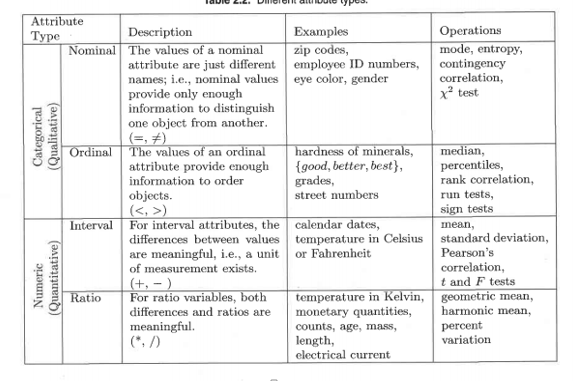 Table 2.2. Different attribute types.
Attribute
Type
Description
Examples
Operations
Categorical
(Qualitative)
Nominal
The values of a nominal
attribute are just different
names; i.e., nominal values
provide only enough
information to distinguish
one object from another.
(=, ≠)
zip codes,
employee ID numbers,
eye color, gender
mode, entropy,
contingency
correlation,
χ² test
Ordinal
The values of an ordinal
attribute provide enough
information to order
objects.
(<, >)
hardness of minerals,
{good, better, best},
grades,
street numbers
median,
percentiles,
rank correlation,
run tests,
sign tests
Numeric
(Quantitative)
Interval
For interval attributes, the
differences between values
are meaningful, i.e., a unit
of measurement exists.
(+, − )
calendar dates,
temperature in Celsius
or Fahrenheit
mean,
standard deviation,
Pearson's
correlation,
t and F tests
Ratio
For ratio variables, both
differences and ratios are
meaningful.
(*, /)
temperature in Kelvin,
monetary quantities,
counts, age, mass,
length,
electrical current
geometric mean,
harmonic mean,
percent
variation